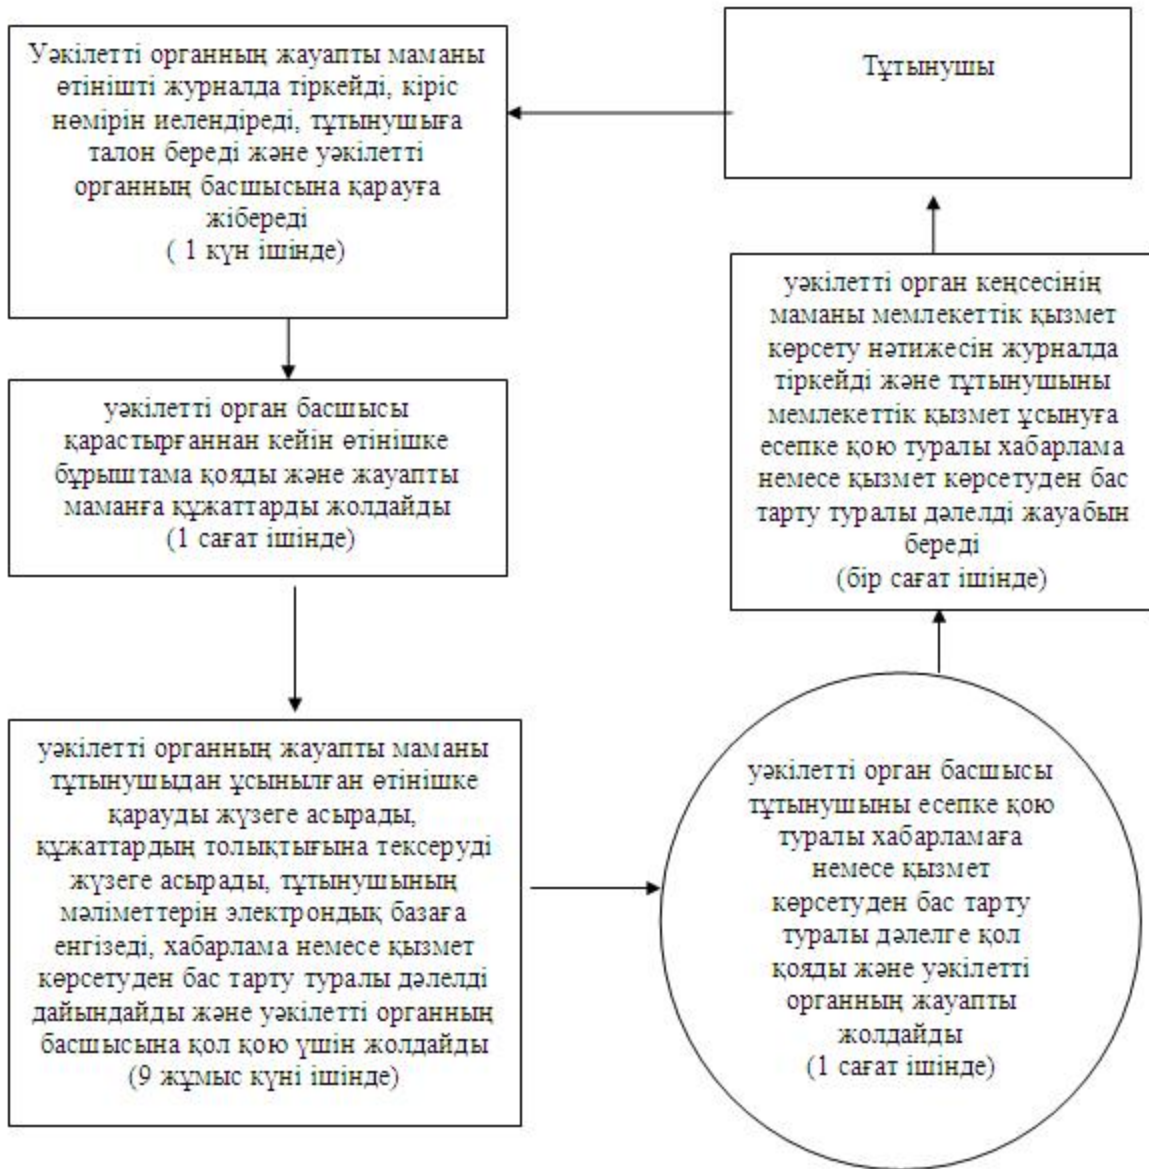 Уәкілетті органның жауапты маманы
өтінішті журналда тіркейді, кіріс
нөмірін иелендіреді, тұтынушыға
талон береді және уәкілетті
органның басшысына қарауға
жібереді
( 1 күн ішінде)
Тұтынушы
уәкілетті орган басшысы
қарастырғаннан кейін өтінішке
бұрыштама қояды және жауапты
маманға құжаттарды жолдайды
(1 сағат ішінде)
уәкілетті органның жауапты маманы
тұтынушыдан ұсынылған өтінішке
қарауды жүзеге асырады,
құжаттардың толықтығына тексеруді
жүзеге асырады, тұтынушының
мәліметтерін электрондық базаға
енгізеді, хабарлама немесе қызмет
көрсетуден бас тарту туралы дәлелді
дайындайды және уәкілетті органның
басшысына қол қою үшін жолдайды
(9 жұмыс күні ішінде)
уәкілетті орган басшысы
тұтынушыны есепке қою
туралы хабарламаға
немесе қызмет
көрсетуден бас тарту
туралы дәлелге қол
қояды және уәкілетті
органның жауапты
жолдайды
(1 сағат ішінде)
уәкілетті орган кеңсесінің
маманы мемлекеттік қызмет
көрсету нәтижесін журналда
тіркейді және тұтынушыны
мемлекеттік қызмет ұсынуға
есепке қою туралы хабарлама
немесе қызмет көрсетуден бас
тарту туралы дәлелді жауабын
береді
(бір сағат ішінде)